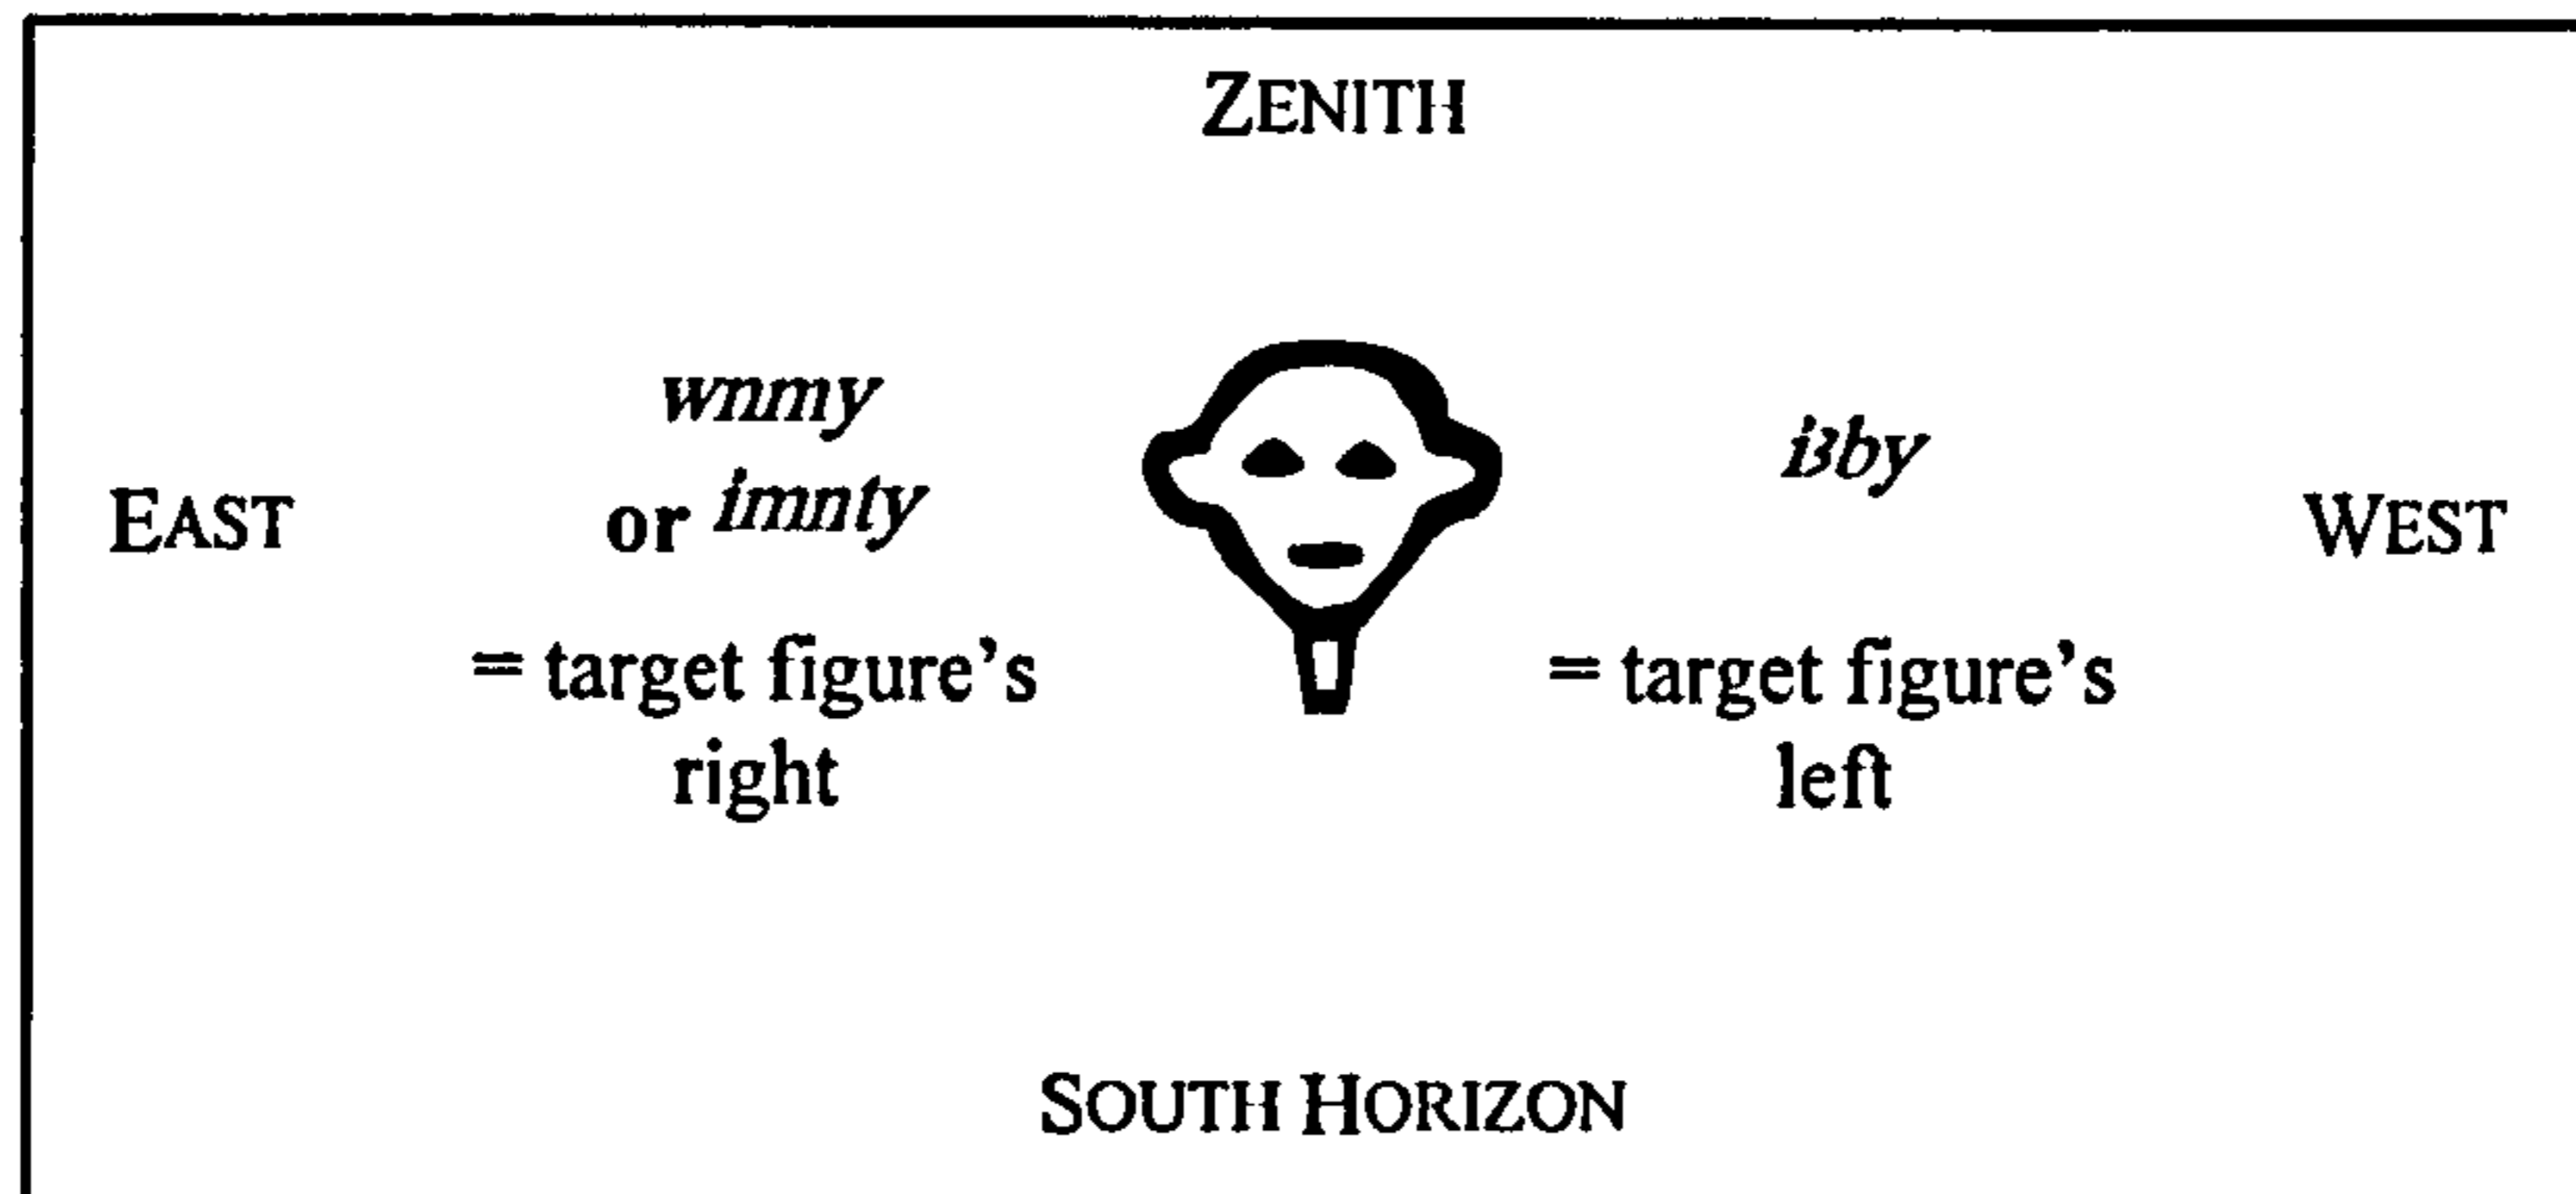 ZENITH
wnmy
or imnty
iꜣby
EAST
WEST
= target figure's
right
= target figure's
left
SOUTH HORIZON